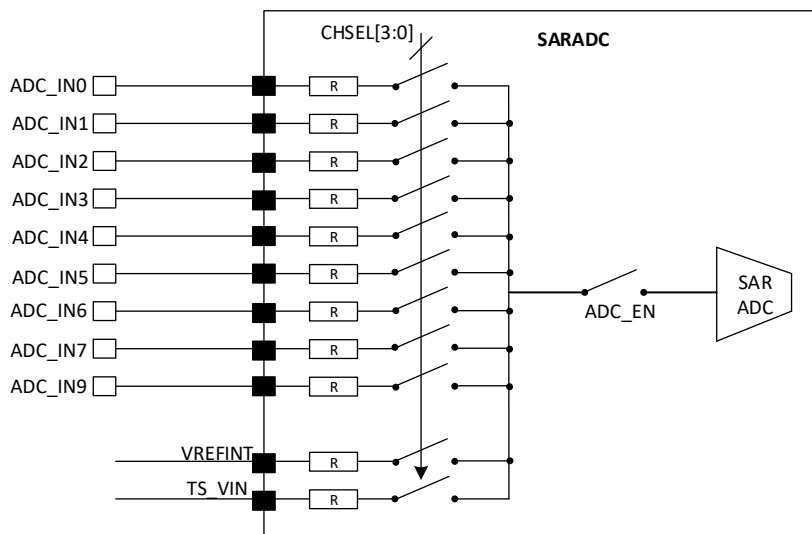 CHSEL[3:0]
SARADC
ADC_IN0
R
ADC_IN1
R
ADC_IN2
R
ADC_IN3
R
ADC_IN4
R
ADC_IN5
R
ADC_IN6
R
ADC_IN7
R
ADC_IN9
R
ADC_EN
SAR
ADC
VREFINT
R
TS_VIN
R